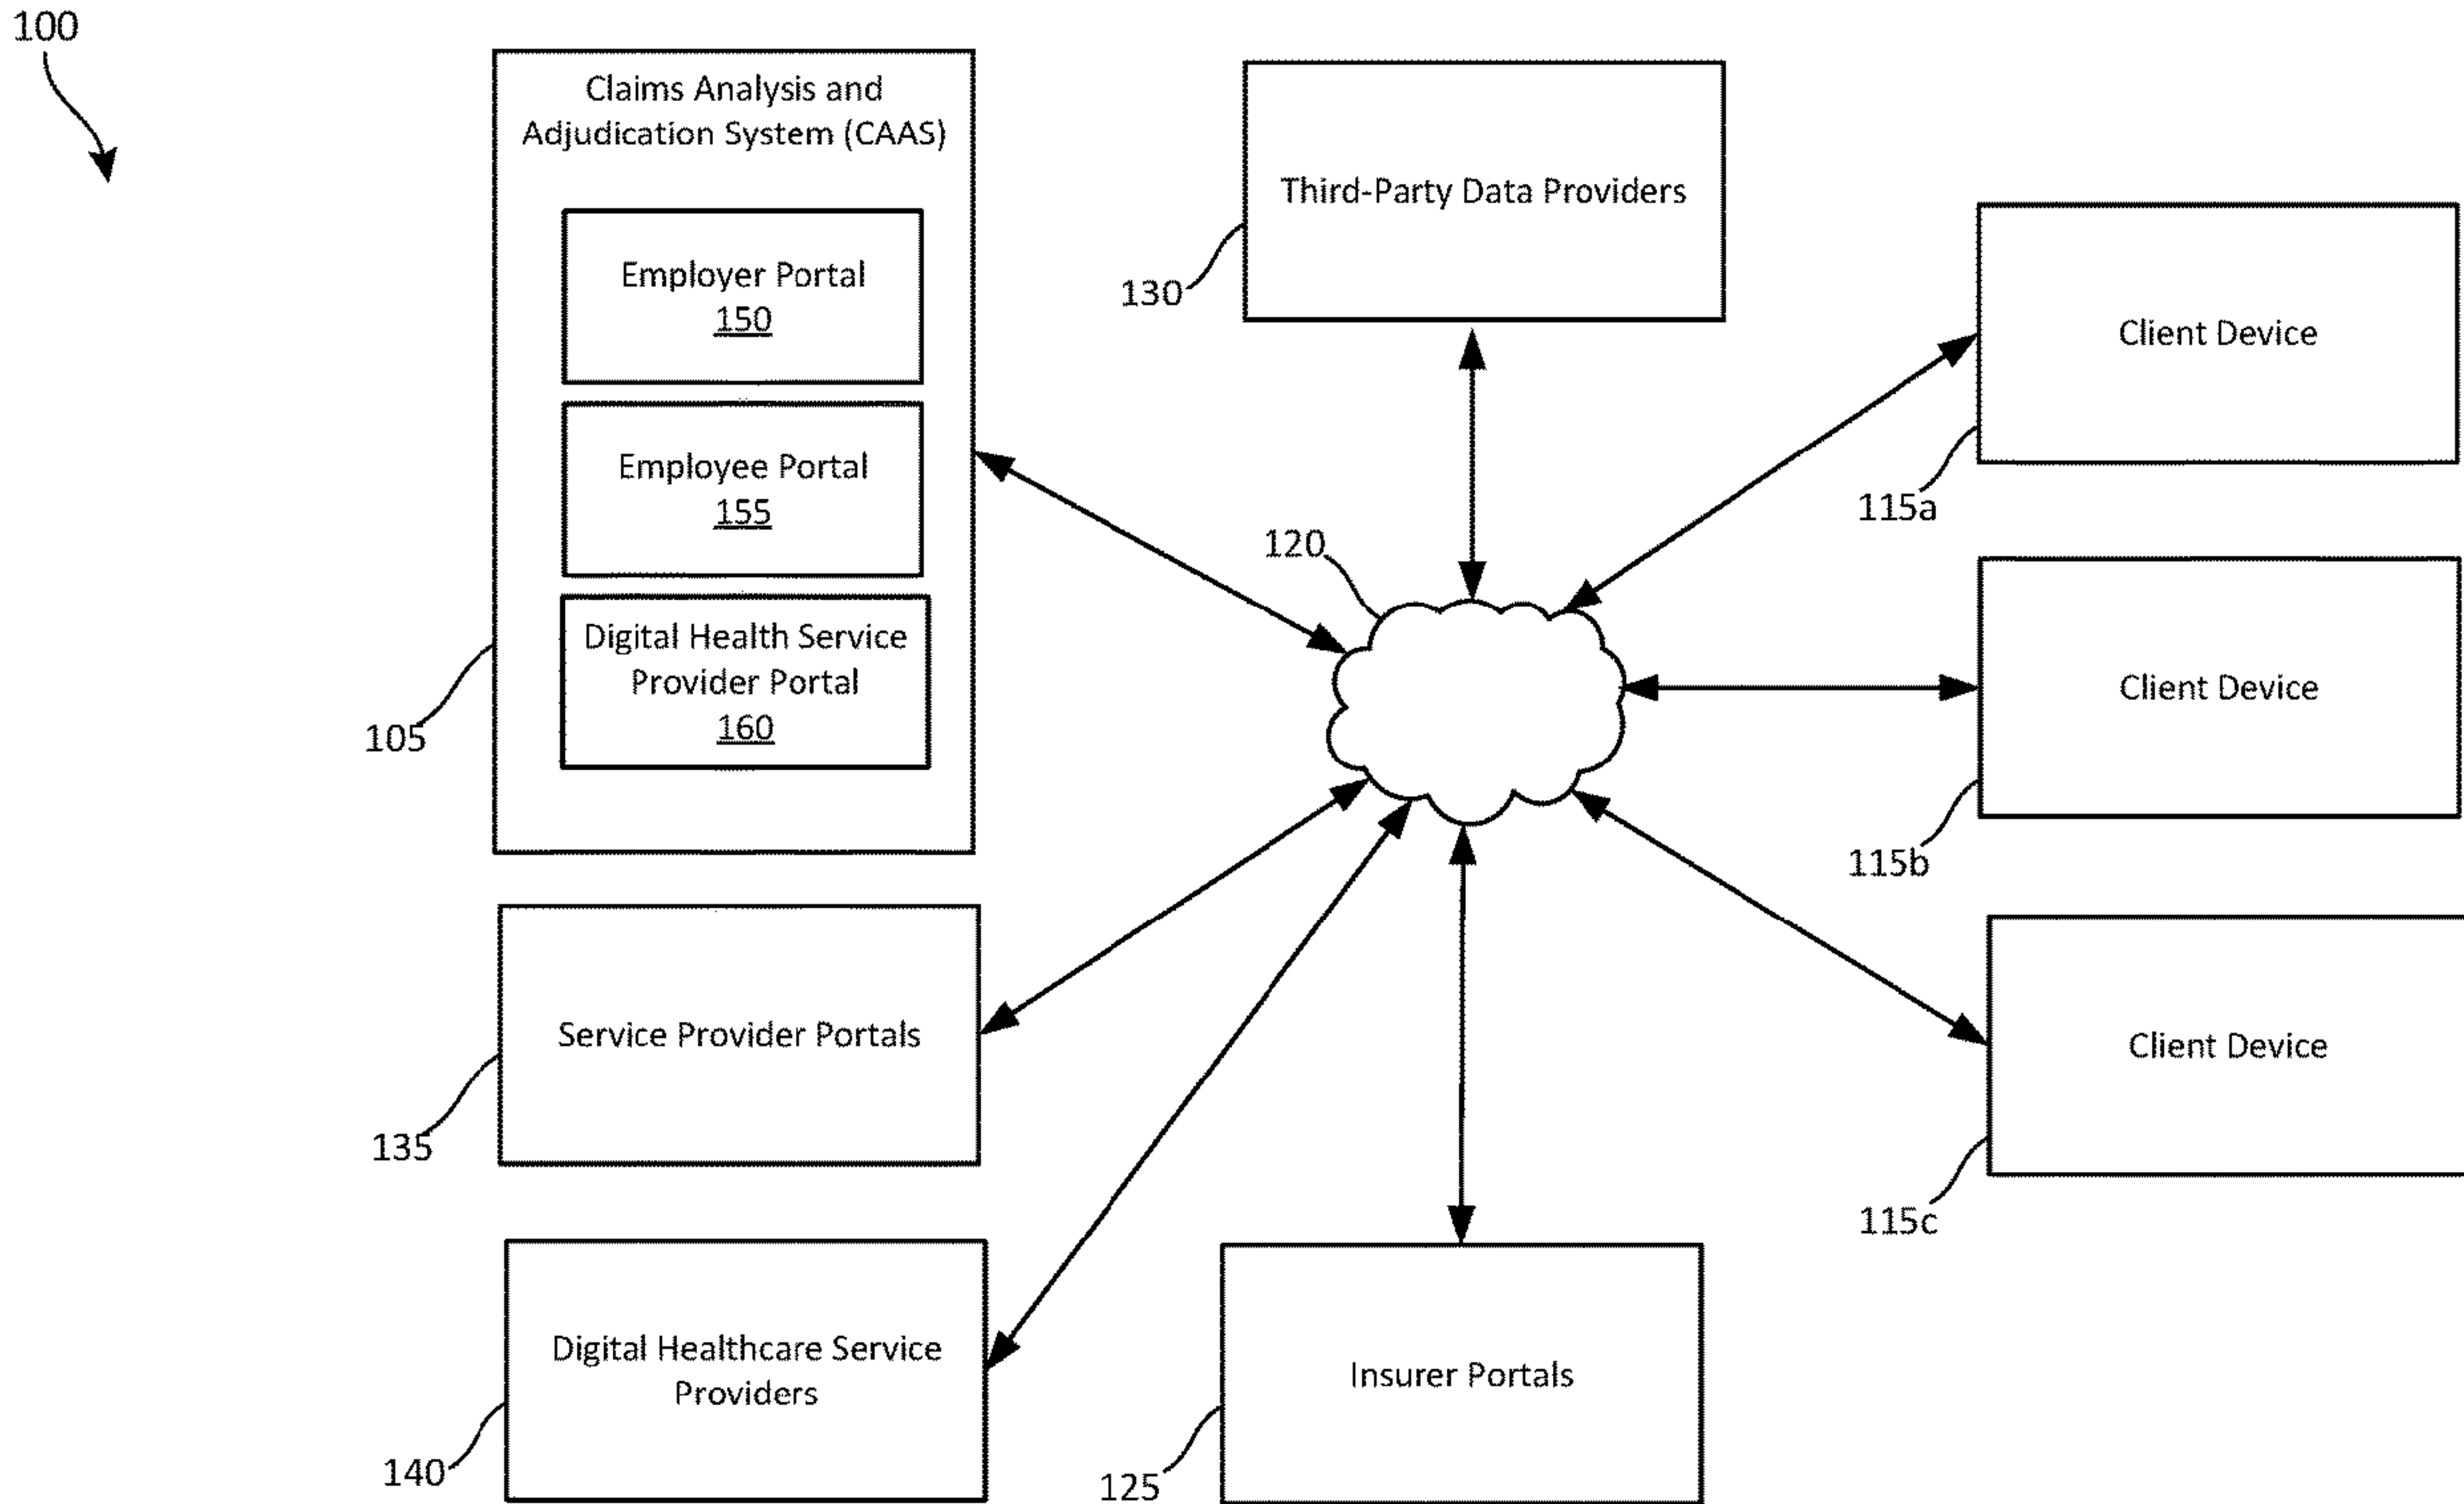 100
Claims Analysis and
Adjudication System (CAAS)
Employer Portal
150
Employee Portal
155
Digital Health Service
Provider Portal
160
105
Third-Party Data Providers
130
Client Device
115a
120
Client Device
115b
Service Provider Portals
135
Client Device
115c
Digital Healthcare Service
Providers
140
Insurer Portals
125